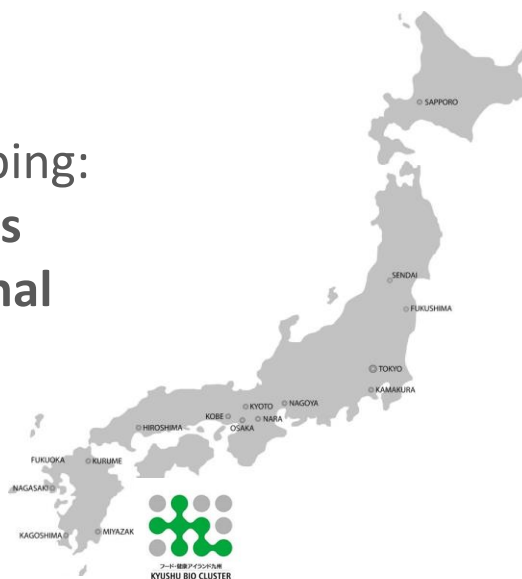 ping:
s
nal
SAPPORO
SENDAI
FUKUSHIMA
TOKYO
KAMAKURA
NAGOYA
KYOTO
KOBE
NARA
OSAKA
HIROSHIMA
FUKUOKA
KURUME
NAGASAKI
KAGOSHIMA
MIYAZAK
フード・健康アイランド九州
KYUSHU BIO CLUSTER